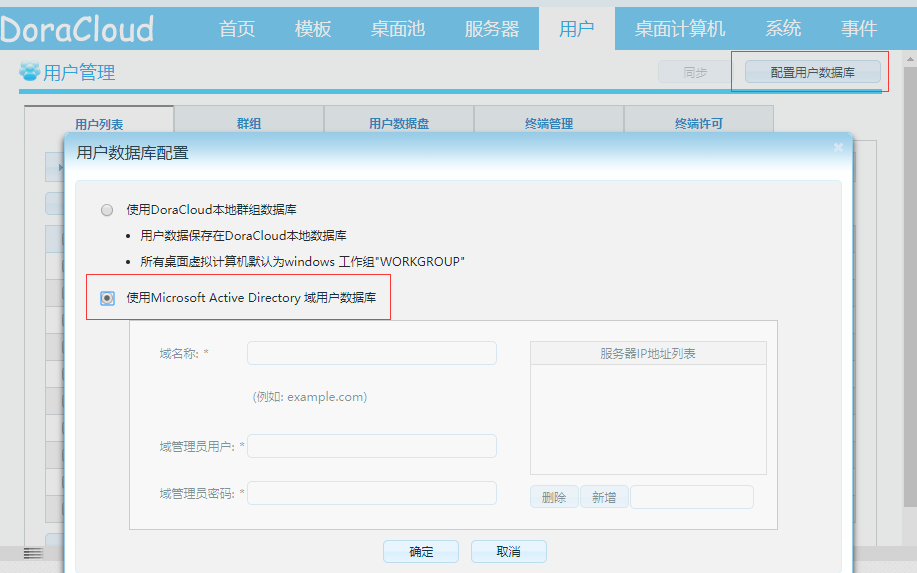 DoraCloud 首页 模板 桌面池 服务器 用户 桌面计算机 系统 事件
用户管理 同步 配置用户数据库
用户列表 群组 用户数据盘 终端管理 终端许可
用户数据库配置
使用DoraCloud本地群组数据库
• 用户数据保存在DoraCloud本地数据库
• 所有桌面虚拟计算机默认为windows 工作组"WORKGROUP"
使用Microsoft Active Directory 域用户数据库
域名称: * 服务器IP地址列表
(例如: example.com)
域管理员用户: *
域管理员密码: * 删除 新增
确定 取消